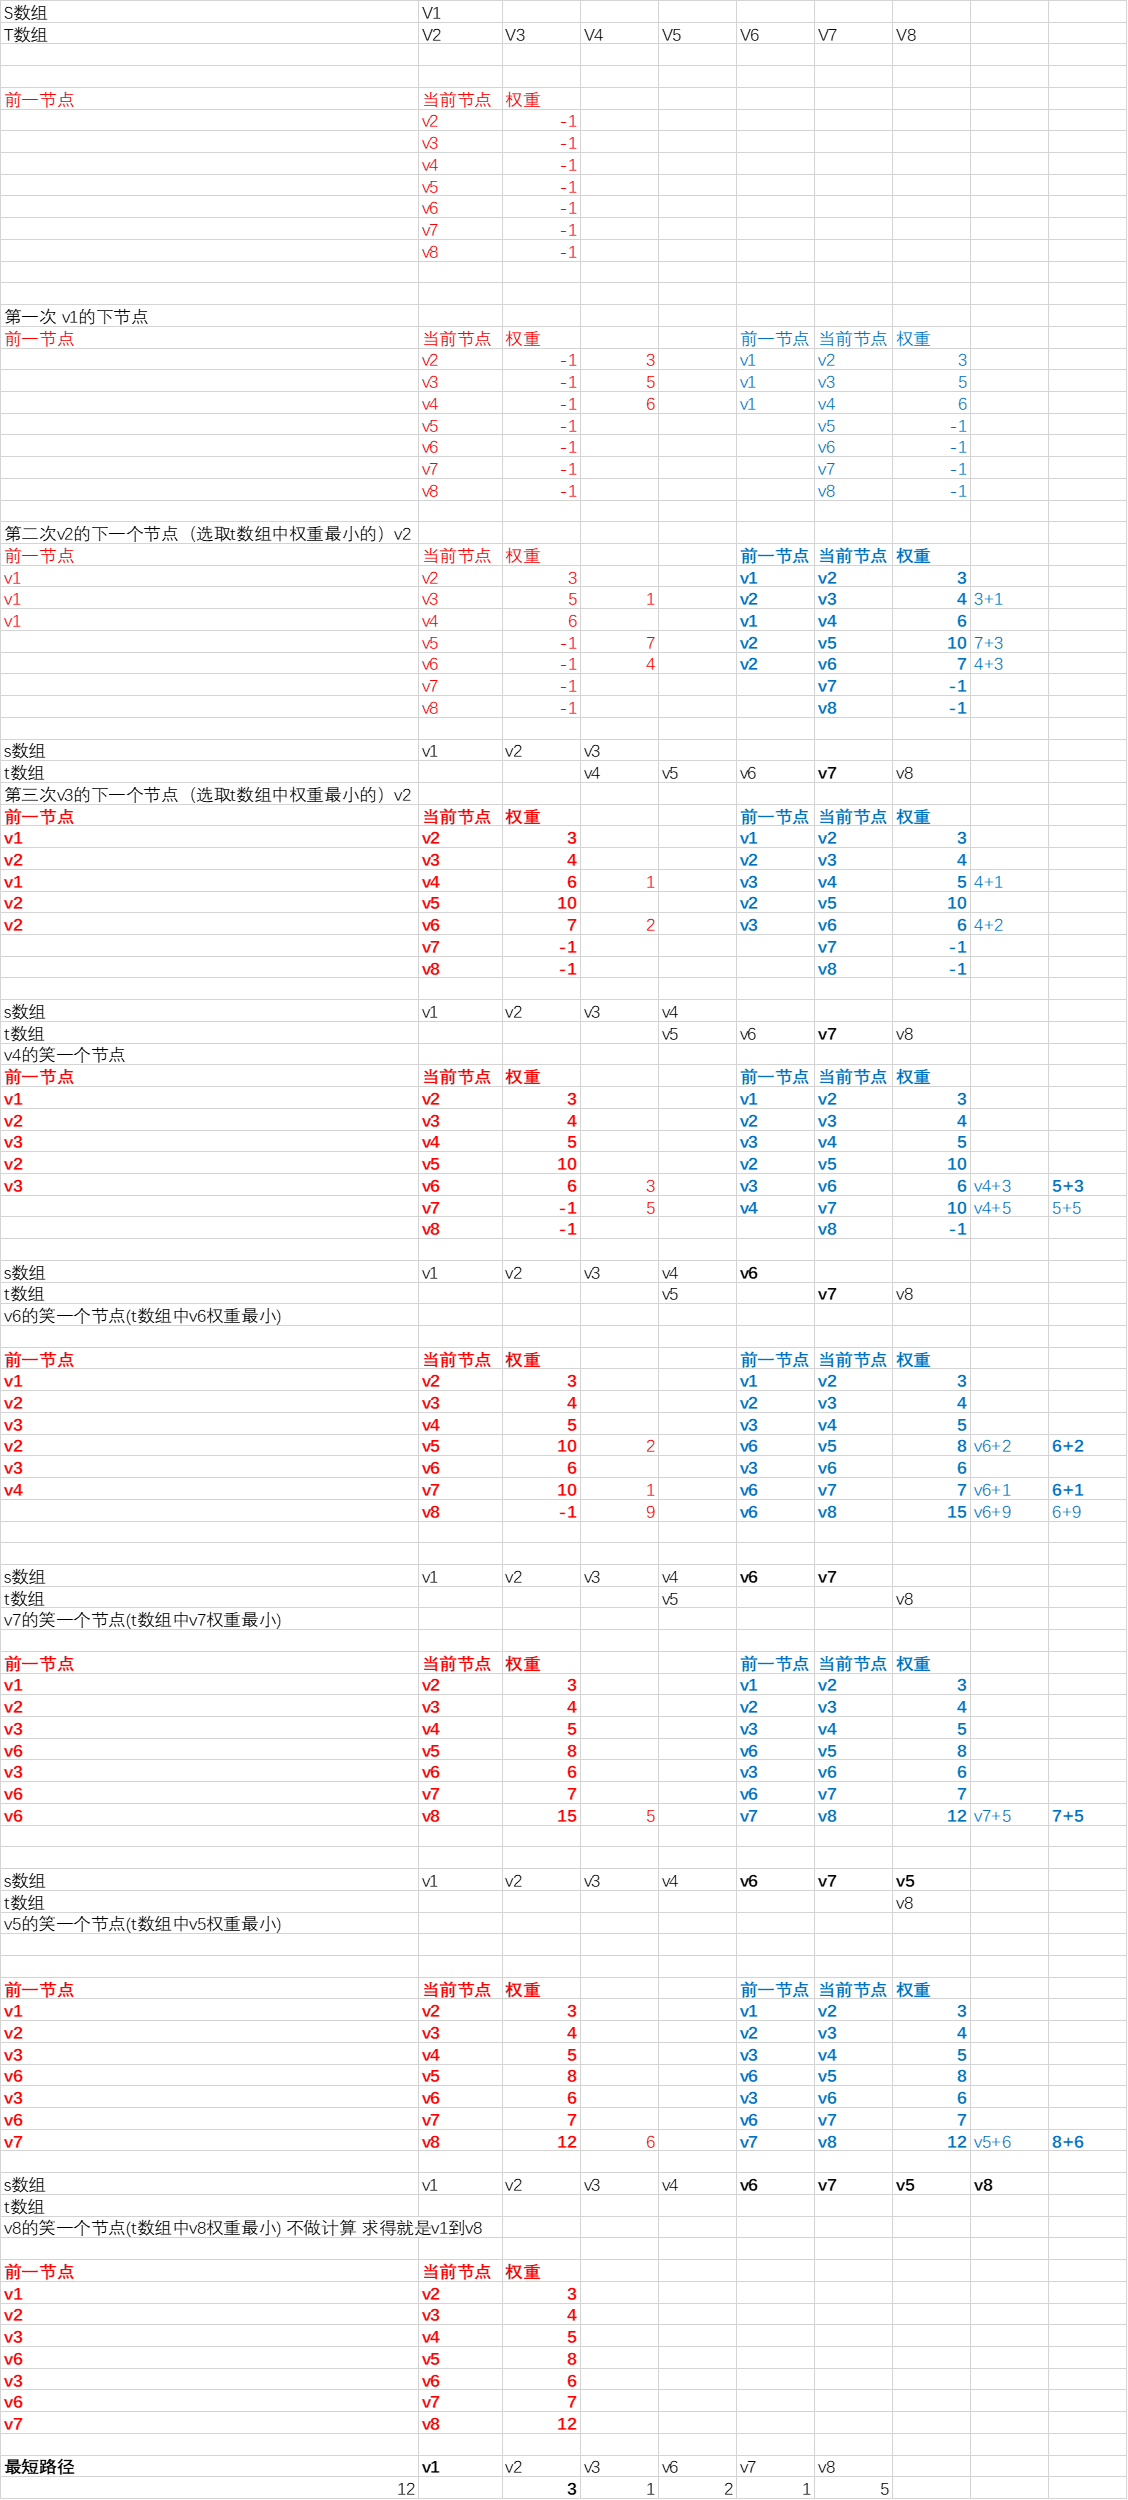 S数组 V1
T数组 V2 V3 V4 V5 V6 V7 V8
前一节点 当前节点 权重
v2 -1
v3 -1
v4 -1
v5 -1
v6 -1
v7 -1
v8 -1
第一次 v1的下节点
前一节点 当前节点 权重 前一节点 当前节点 权重
v2 -1 3 v1 v2 3
v3 -1 5 v1 v3 5
v4 -1 6 v1 v4 6
v5 -1 v5 -1
v6 -1 v6 -1
v7 -1 v7 -1
v8 -1 v8 -1
第二次v2的下一个节点（选取t数组中权重最小的）v2
前一节点 当前节点 权重 前一节点 当前节点 权重
v1 v2 3 v1 v2 3
v1 v3 5 1 v2 v3 4 3+1
v1 v4 6 v1 v4 6
v5 -1 7 v2 v5 10 7+3
v6 -1 4 v2 v6 7 4+3
v7 -1 v7 -1
v8 -1 v8 -1
s数组 v1 v2 v3
t数组 v4 v5 v6 v7 v8
第三次v3的下一个节点（选取t数组中权重最小的）v2
前一节点 当前节点 权重 前一节点 当前节点 权重
v1 v2 3 v1 v2 3
v2 v3 4 v2 v3 4
v1 v4 6 1 v3 v4 5 4+1
v2 v5 10 v2 v5 10
v2 v6 7 2 v3 v6 6 4+2
v7 -1 v7 -1
v8 -1 v8 -1
s数组 v1 v2 v3 v4
t数组 v5 v6 v7 v8
v4的笑一个节点
前一节点 当前节点 权重 前一节点 当前节点 权重
v1 v2 3 v1 v2 3
v2 v3 4 v2 v3 4
v3 v4 5 v3 v4 5
v2 v5 10 v2 v5 10
v3 v6 6 3 v3 v6 6 v4+3 5+3
v7 -1 5 v4 v7 10 v4+5 5+5
v8 -1 v8 -1
s数组 v1 v2 v3 v4 v6
t数组 v5 v7 v8
v6的笑一个节点(t数组中v6权重最小)
前一节点 当前节点 权重 前一节点 当前节点 权重
v1 v2 3 v1 v2 3
v2 v3 4 v2 v3 4
v3 v4 5 v3 v4 5
v2 v5 10 2 v6 v5 8 v6+2 6+2
v3 v6 6 v3 v6 6
v4 v7 10 1 v6 v7 7 v6+1 6+1
v8 -1 9 v6 v8 15 v6+9 6+9
s数组 v1 v2 v3 v4 v6 v7
t数组 v5 v8
v7的笑一个节点(t数组中v7权重最小)
前一节点 当前节点 权重 前一节点 当前节点 权重
v1 v2 3 v1 v2 3
v2 v3 4 v2 v3 4
v3 v4 5 v3 v4 5
v6 v5 8 v6 v5 8
v3 v6 6 v3 v6 6
v6 v7 7 v6 v7 7
v6 v8 15 5 v7 v8 12 v7+5 7+5
s数组 v1 v2 v3 v4 v6 v7 v5
t数组 v8
v5的笑一个节点(t数组中v5权重最小)
前一节点 当前节点 权重 前一节点 当前节点 权重
v1 v2 3 v1 v2 3
v2 v3 4 v2 v3 4
v3 v4 5 v3 v4 5
v6 v5 8 v6 v5 8
v3 v6 6 v3 v6 6
v6 v7 7 v6 v7 7
v7 v8 12 6 v7 v8 12 v5+6 8+6
s数组 v1 v2 v3 v4 v6 v7 v5 v8
t数组
v8的笑一个节点(t数组中v8权重最小) 不做计算 求得就是v1到v8
前一节点 当前节点 权重
v1 v2 3
v2 v3 4
v3 v4 5
v6 v5 8
v3 v6 6
v6 v7 7
v7 v8 12
最短路径 v1 v2 v3 v6 v7 v8
12 3 1 2 1 5